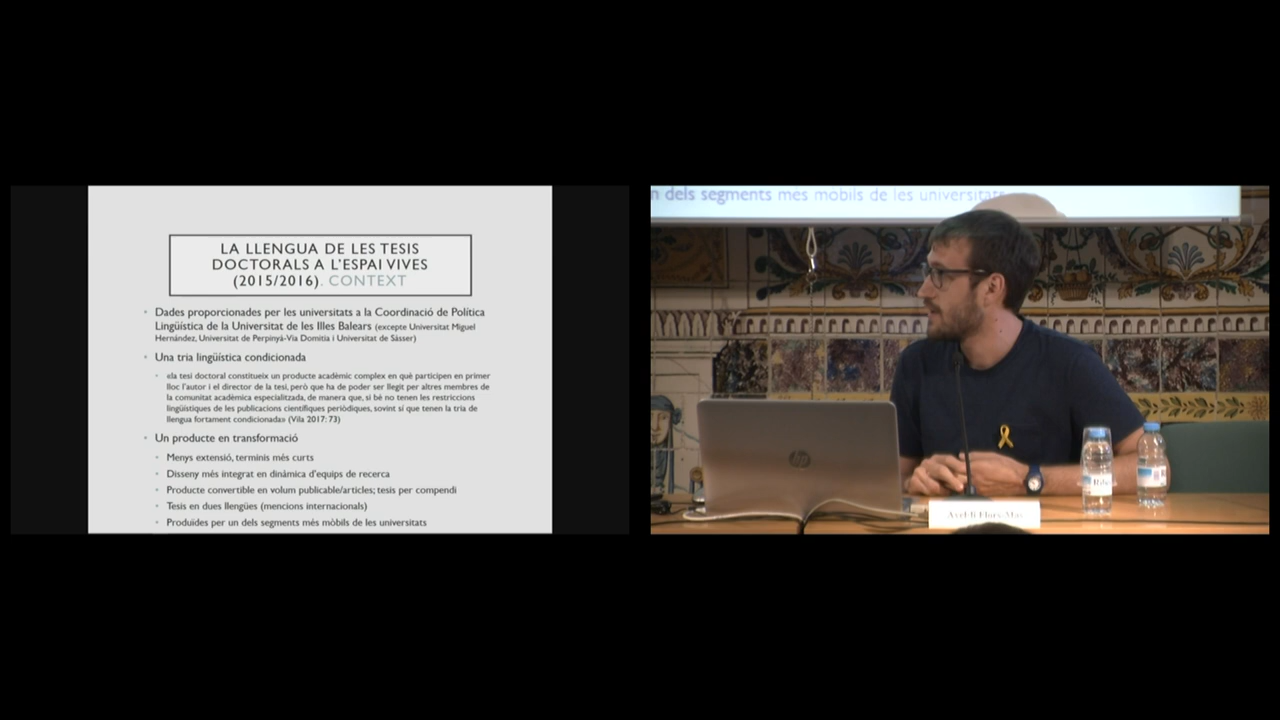 LA LLENGUA DE LES TESIS
DOCTORALS A L'ESPAI VIVES
(2015/2016). CONTEXT
Dades proporcionades per les universitats a la Coordinació de Política
Lingüística de la Universitat de les Illes Balears (excepte Universitat Miguel
Hernández, Universitat de Perpinyà-Via Domitia i Universitat de Sàsser)
Una tria lingüística condicionada
«la tesi doctoral constitueix un producte acadèmic complex en què participen en primer
lloc l'autor i el director de la tesi, però que ha de poder ser llegit per altres membres de
la comunitat acadèmica especialitzada, de manera que, si bé no tenen les restriccions
lingüístiques de les publicacions científiques periòdiques, sovint sí que tenen la tria de
llengua fortament condicionada» (Vila 2017: 73)
Un producte en transformació
Menys extensió, terminis més curts
Disseny més integrat en dinàmica d'equips de recerca
Producte convertible en volum publicable/articles; tesis per compendi
Tesis en dues llengües (mencions internacionals)
Produïdes per un dels segments més mòbils de les universitats
n dels segments més mòbils de les universitats
hp